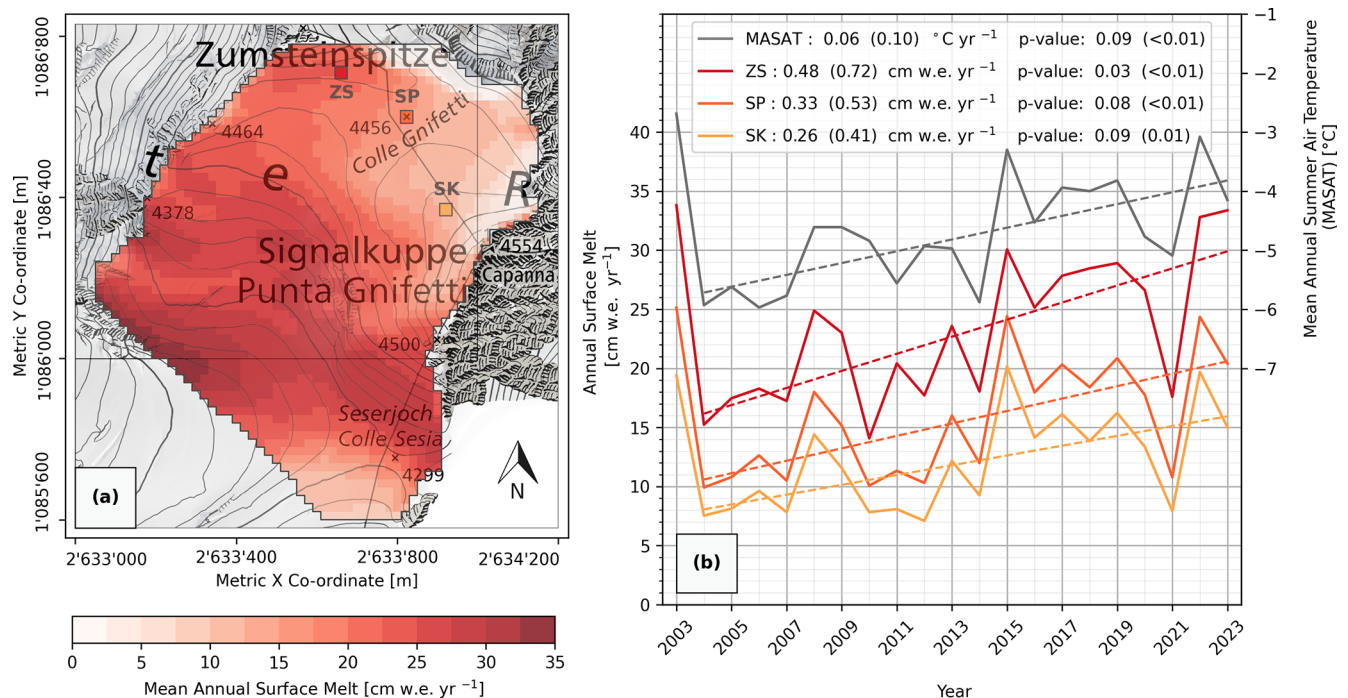 Zumsteinspitze
ZS
SP
4464
4456
Colle Gnifetti
t
e
SK
R
4378
Signalkuppe
4554
Punta Gnifetti
Capanna
4500
Seserjoch
Colle Sesia
4299
N
(a)
1'086'800
1'086'400
1'086'000
1'085'600
Metric Y Co-ordinate [m]
2'633'000
2'633'400
2'633'800
2'634'200
Metric X Co-ordinate [m]
0
5
10
15
20
25
30
35
Mean Annual Surface Melt [cm w.e. yr ⁻¹]
MASAT : 0.06 (0.10) °C yr ⁻¹ p-value: 0.09 (<0.01)
ZS : 0.48 (0.72) cm w.e. yr ⁻¹ p-value: 0.03 (<0.01)
SP : 0.33 (0.53) cm w.e. yr ⁻¹ p-value: 0.08 (<0.01)
SK : 0.26 (0.41) cm w.e. yr ⁻¹ p-value: 0.09 (0.01)
40
35
30
25
20
15
10
5
0
Annual Surface Melt
[cm w.e. yr⁻¹]
−1
−2
−3
−4
−5
−6
−7
Mean Annual Summer Air Temperature
(MASAT) [°C]
(b)
2003
2005
2007
2009
2011
2013
2015
2017
2019
2021
2023
Year